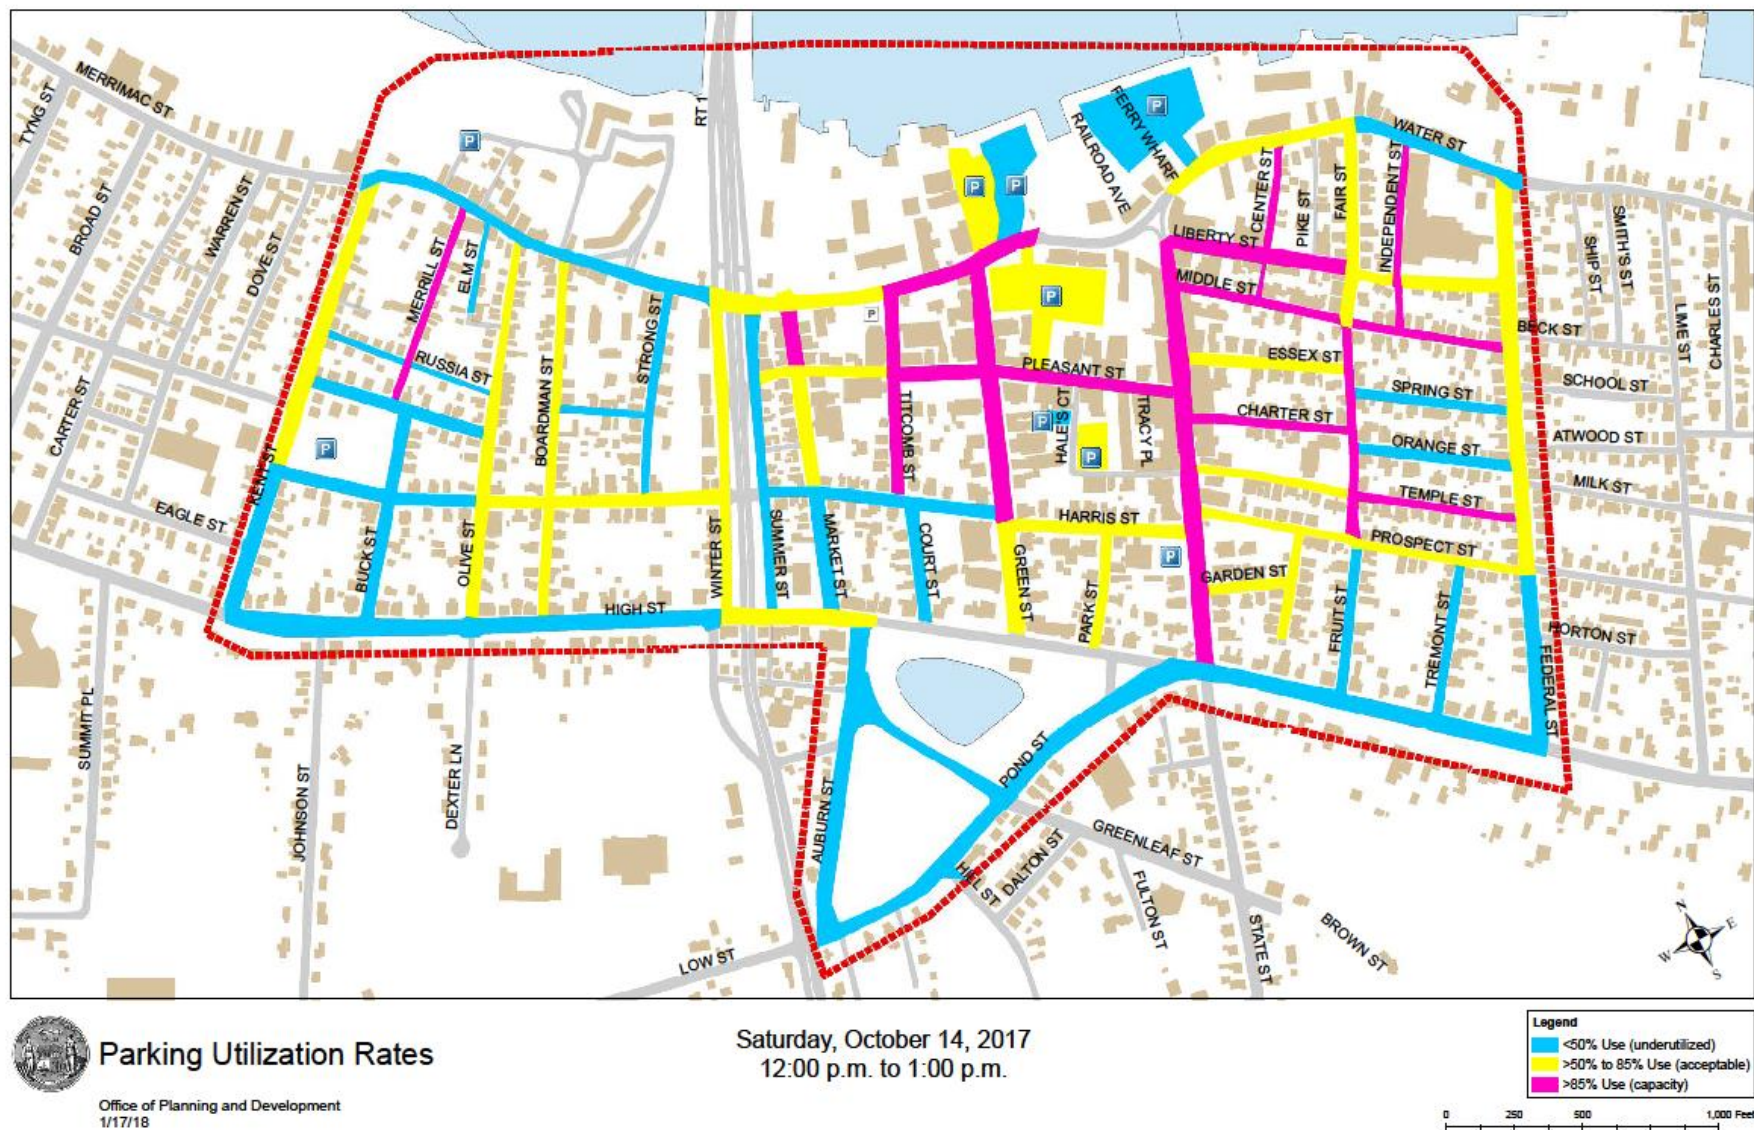 MERRIMAC ST
TYNG ST
BROAD ST
WARREN ST
DOVE ST
CARTER ST
KENT ST
EAGLE ST
SUMMIT PL
JOHNSON ST
DEXTER LN
MERRILL ST
ELM ST
RUSSIA ST
BOARDMAN ST
STRONG ST
BUCK ST
OLIVE ST
WINTER ST
HIGH ST
RT 1
P
P
P
P
P
P
P
P
P
P
SUMMER ST
MARKET ST
TITCOMB ST
COURT ST
GREEN ST
PARK ST
HARRIS ST
PLEASANT ST
HALE'S CT
TRACY PL
RAILROAD AVE
FERRY WHARF
WATER ST
CENTER ST
PIKE ST
FAIR ST
INDEPENDENT ST
LIBERTY ST
MIDDLE ST
ESSEX ST
CHARTER ST
SPRING ST
ORANGE ST
TEMPLE ST
PROSPECT ST
GARDEN ST
FRUIT ST
TREMONT ST
FEDERAL ST
HORTON ST
MILK ST
ATWOOD ST
SCHOOL ST
BECK ST
SHIP ST
SMITH'S ST
LIME ST
CHARLES ST
AUBURN ST
POND ST
HILL ST
DALTON ST
GREENLEAF ST
FULTON ST
STATE ST
BROWN ST
LOW ST
N
E
W
S
Parking Utilization Rates
Office of Planning and Development
1/17/18
Saturday, October 14, 2017
12:00 p.m. to 1:00 p.m.
Legend
<50% Use (underutilized)
>50% to 85% Use (acceptable)
>85% Use (capacity)
0 250 500 1,000 Feet